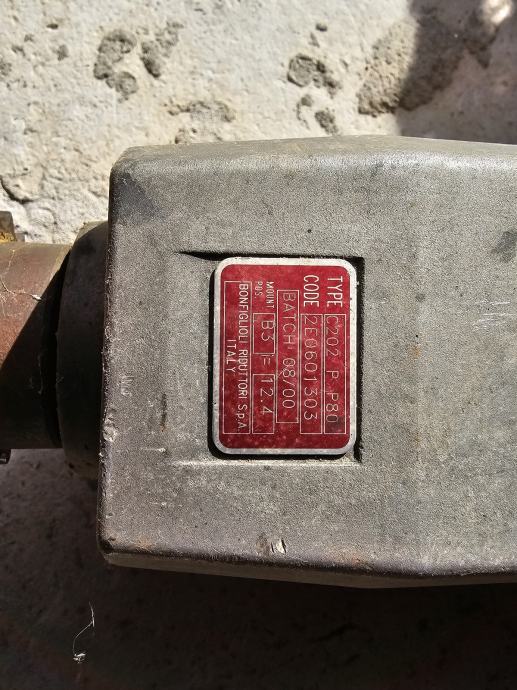 TYPE C202 P P80
CODE 2E0601303
BATCH 08/00
MOUNT POS. B3 i= 12.4
BONFIGLIOLI RIDUTTORI S.p.A.
ITALY